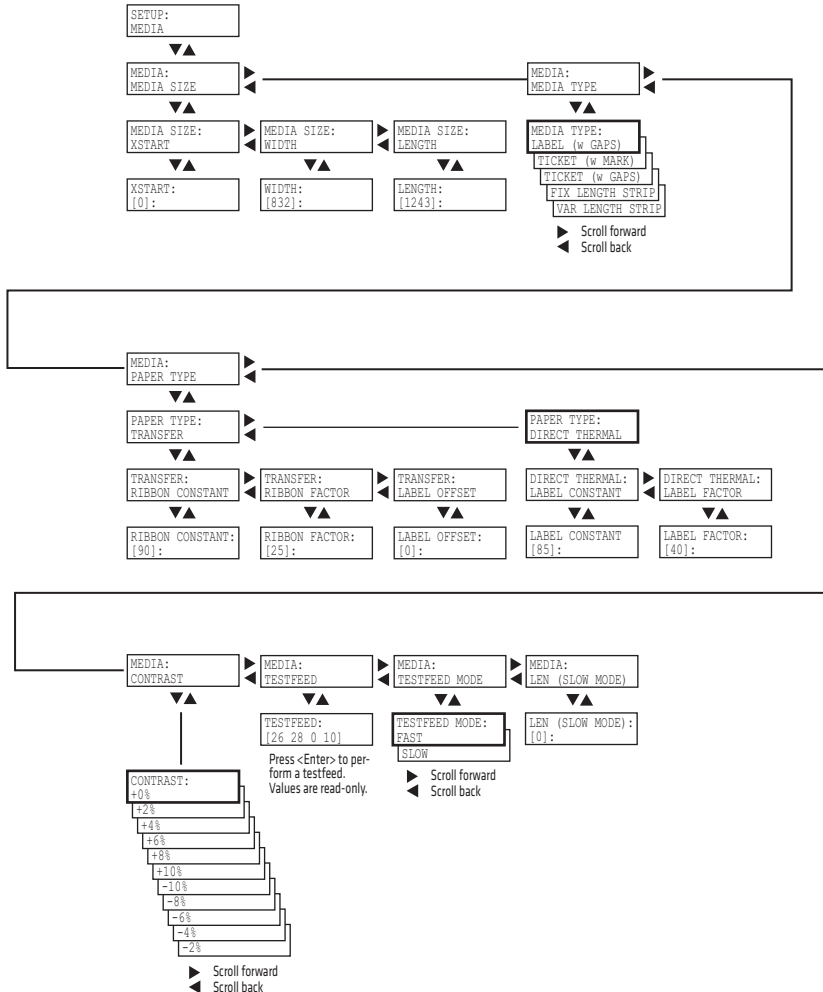 SETUP:
MEDIA
MEDIA:
MEDIA SIZE
MEDIA:
MEDIA TYPE
MEDIA SIZE:
XSTART
MEDIA SIZE:
WIDTH
MEDIA SIZE:
LENGTH
MEDIA TYPE:
LABEL (w GAPS)
TICKET (w MARK)
TICKET (w GAPS)
FIX LENGTH STRIP
VAR LENGTH STRIP
XSTART:
[0]:
WIDTH:
[832]:
LENGTH:
[1243]:
Scroll forward
Scroll back
MEDIA:
PAPER TYPE
PAPER TYPE:
TRANSFER
PAPER TYPE:
DIRECT THERMAL
TRANSFER:
RIBBON CONSTANT
TRANSFER:
RIBBON FACTOR
TRANSFER:
LABEL OFFSET
DIRECT THERMAL:
LABEL CONSTANT
DIRECT THERMAL:
LABEL FACTOR
RIBBON CONSTANT:
[90]:
RIBBON FACTOR:
[25]:
LABEL OFFSET:
[0]:
LABEL CONSTANT
[85]:
LABEL FACTOR:
[40]:
MEDIA:
CONTRAST
MEDIA:
TESTFEED
MEDIA:
TESTFEED MODE
MEDIA:
LEN (SLOW MODE)
TESTFEED:
[26 28 0 10]
Press <Enter> to per-
form a testfeed.
Values are read-only.
TESTFEED MODE:
FAST
SLOW
Scroll forward
Scroll back
LEN (SLOW MODE):
[0]:
CONTRAST:
+0%
+2%
+4%
+6%
+8%
+10%
-10%
-8%
-6%
-4%
-2%
Scroll forward
Scroll back